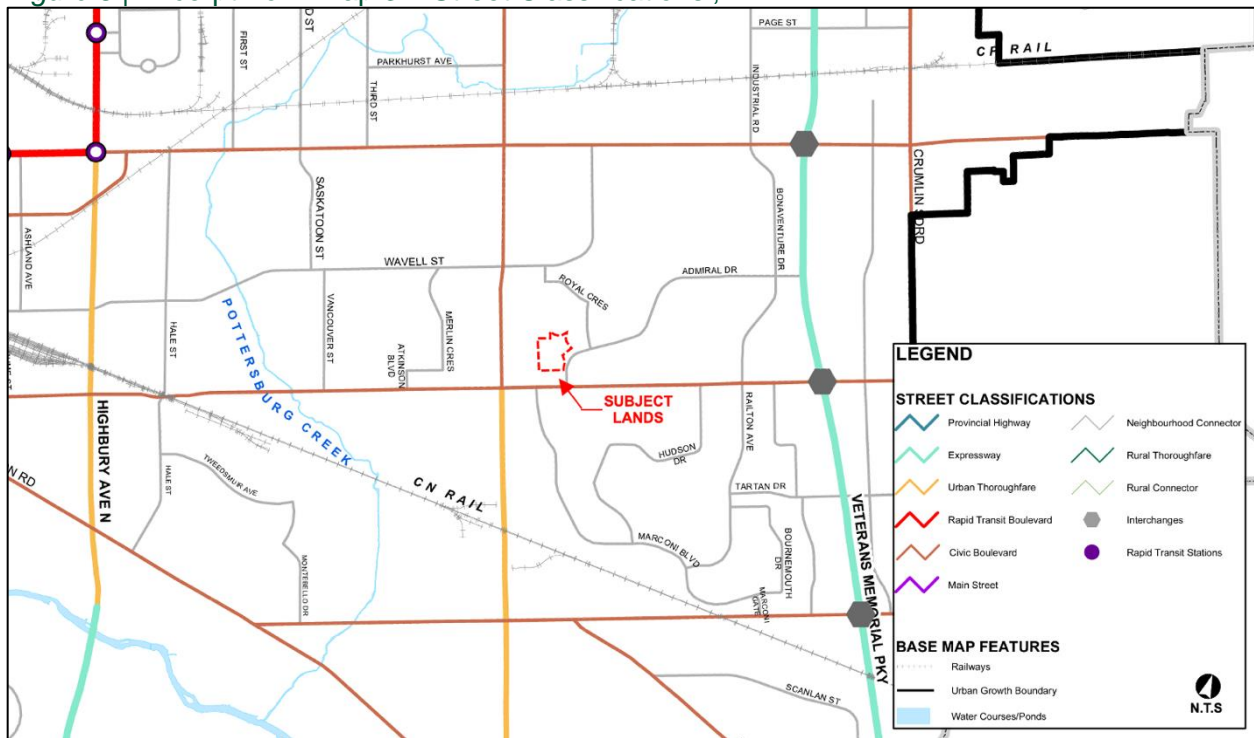 D ST
PAGE ST
FIRST ST
PARKHURST AVE
THIRD ST
INDUSTRIAL RD
CP RAIL
CRUMLIN SDRD
SASKATOON ST
BONAVENTURE DR
ASHLAND AVE
WAVELL ST
ADMIRAL DR
ROYAL CRES
HALE ST
POTTERSBURG CREEK
VANCOUVER ST
MERLIN CRES
ATKINSON
BLVD
SUBJECT
LANDS
HIGHBURY AVE N
RAILTON AVE
HUDSON
DR
N RD
HALE ST
TWEEDSMUIR AVE
CN RAIL
TARTAN DR
MARCONI BLVD
BOURNEMOUTH
DR
VETERANS MEMORIAL PKY
MONTEBELLO DR
MARCONI
GATE
SCANLAN ST
LEGEND
STREET CLASSIFICATIONS
Provincial Highway
Expressway
Urban Thoroughfare
Rapid Transit Boulevard
Civic Boulevard
Main Street
Neighbourhood Connector
Rural Thoroughfare
Rural Connector
Interchanges
Rapid Transit Stations
BASE MAP FEATURES
Railways
Urban Growth Boundary
Water Courses/Ponds
N.T.S